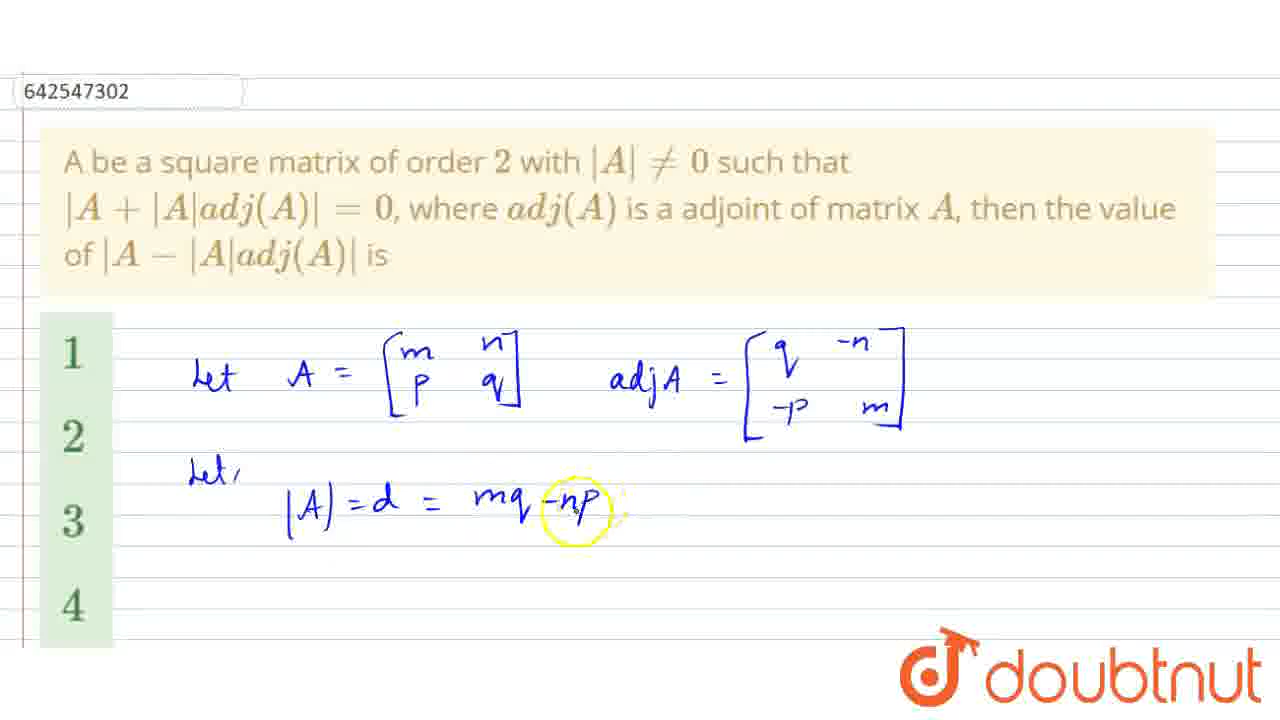 642547302
A be a square matrix of order 2 with |A| ≠ 0 such that
|A + |A|adj(A)| = 0, where adj(A) is a adjoint of matrix A, then the value
of |A − |A|adj(A)| is
1
2
3
4
Let A = [m n; p q] adj A = [q -n; -p m]
Let,
|A| = d = mq - np
doubtnut